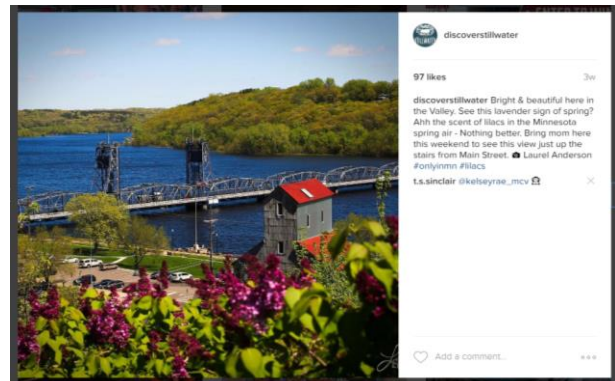 discoverstillwater
97 likes 3w
discoverstillwater Bright & beautiful here in
the Valley. See this lavender sign of spring?
Ahh the scent of lilacs in the Minnesota
spring air - Nothing better. Bring mom here
this weekend to see this view just up the
stairs from Main Street. 📷 Laurel Anderson
#onlyinmn #lilacs
t.s.sinclair @kelseyrae_mcv
Add a comment...